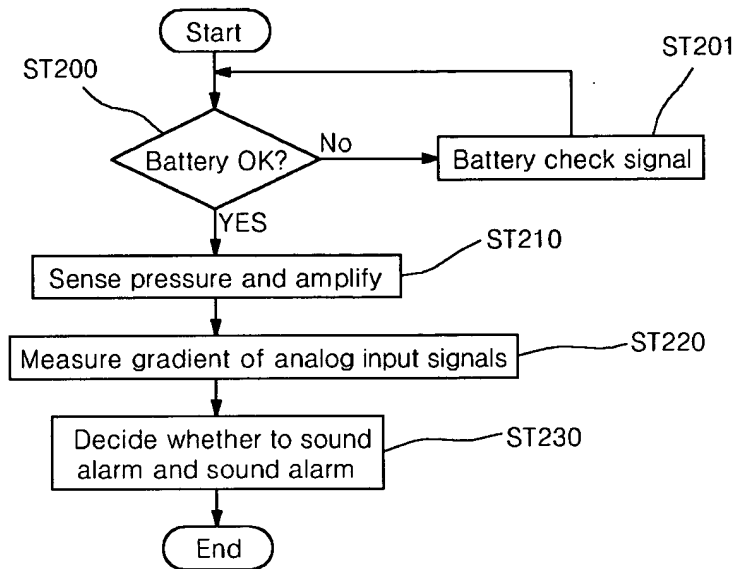 Start
ST200
ST201
Battery OK?
No
Battery check signal
YES
ST210
Sense pressure and amplify
Measure gradient of analog input signals
ST220
Decide whether to sound
alarm and sound alarm
ST230
End